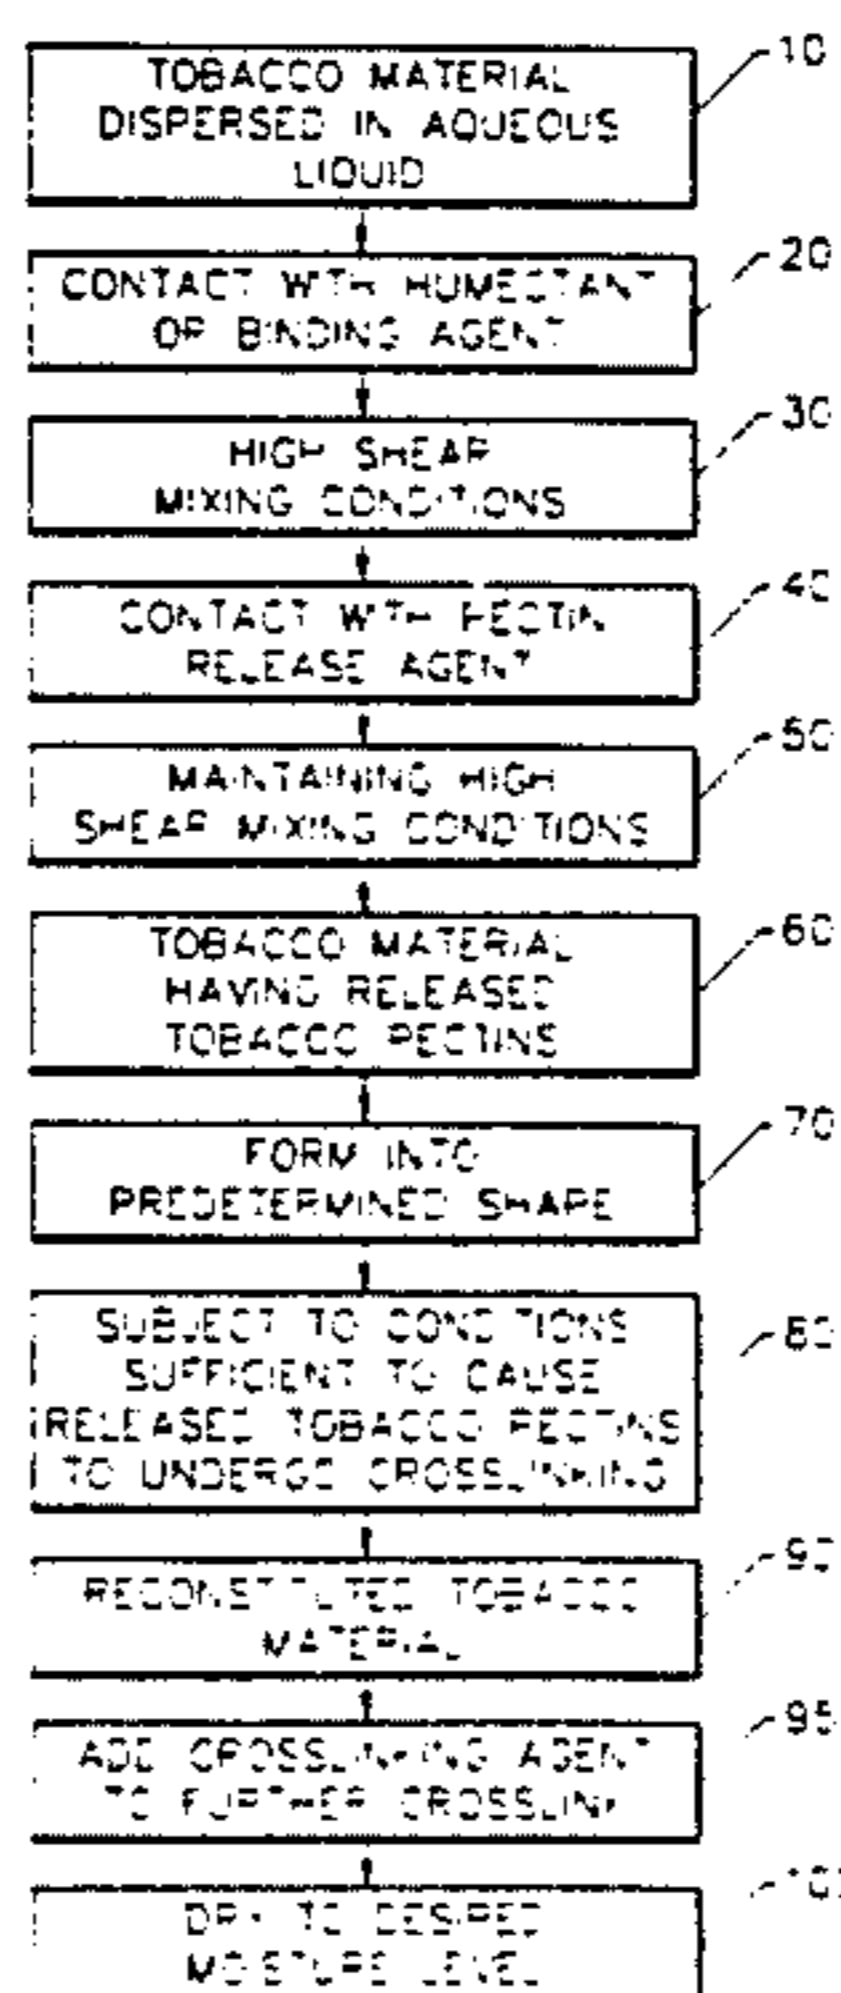 10
TOBACCO MATERIAL
DISPERSED IN AQUEOUS
LIQUID
20
CONTACT WITH HUMECTANT
OR BINDING AGENT
30
HIGH SHEAR
MIXING CONDITIONS
40
CONTACT WITH PECTIN
RELEASE AGENT
50
MAINTAINING HIGH
SHEAR MIXING CONDITIONS
60
TOBACCO MATERIAL
HAVING RELEASED
TOBACCO PECTINS
70
FORM INTO
PREDETERMINED SHAPE
80
SUBJECT TO CONDITIONS
SUFFICIENT TO CAUSE
RELEASED TOBACCO PECTINS
TO UNDERGO CROSSLINKING
90
RECONSTITUTED TOBACCO
MATERIAL
95
ADD CROSSLINKING AGENT
TO FURTHER CROSSLINK
DRY TO DESIRED
MOISTURE LEVEL